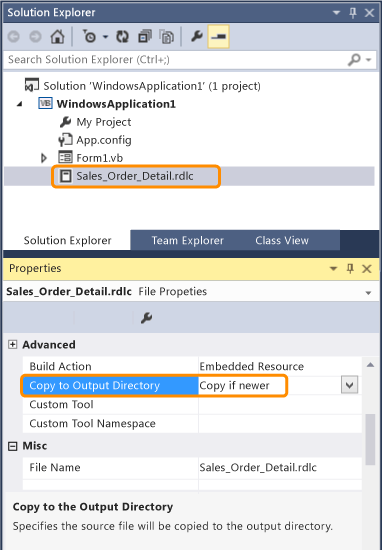 Solution Explorer
Search Solution Explorer (Ctrl+;)
Solution 'WindowsApplication1' (1 project)
VB WindowsApplication1
My Project
App.config
Form1.vb
Sales_Order_Detail.rdlc
Solution Explorer Team Explorer Class View
Properties
Sales_Order_Detail.rdlc File Propeties
Advanced
Build Action Embedded Resource
Copy to Output Directory Copy if newer
Custom Tool
Custom Tool Namespace
Misc
File Name Sales_Order_Detail.rdlc
Copy to the Output Directory
Specifies the source file will be copied to the output directory.